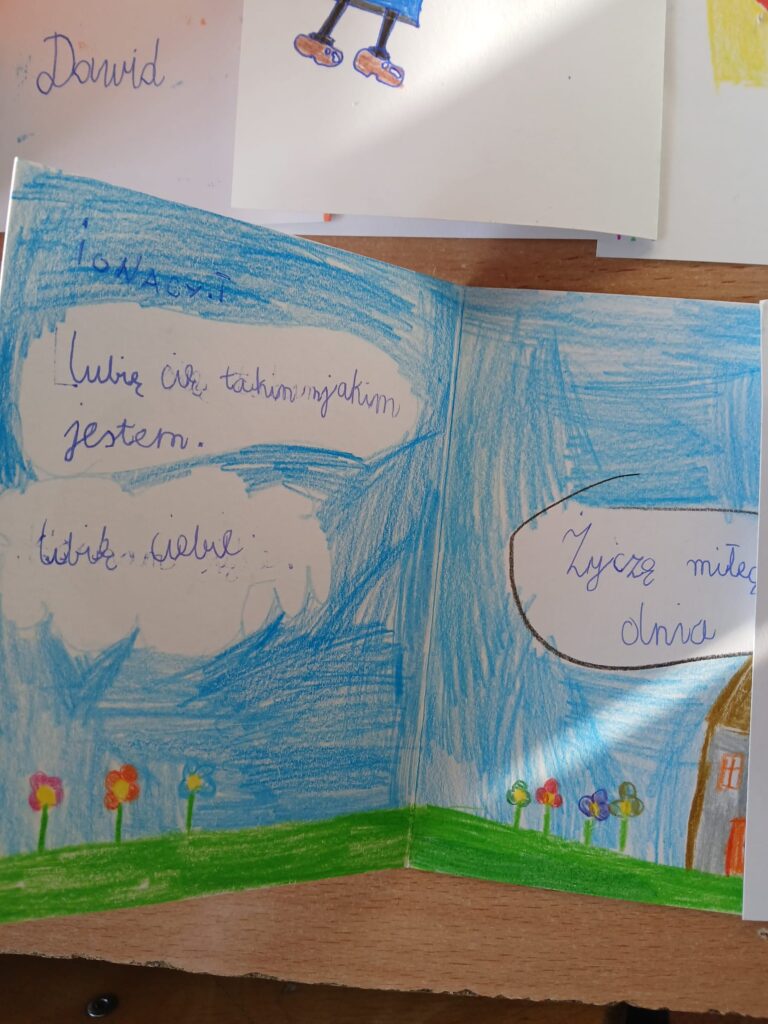 Dawid
IGNACY.T
Lubię cię takim jakim
jestem.
lubię ciebie.
Życzę miłeg
dnia